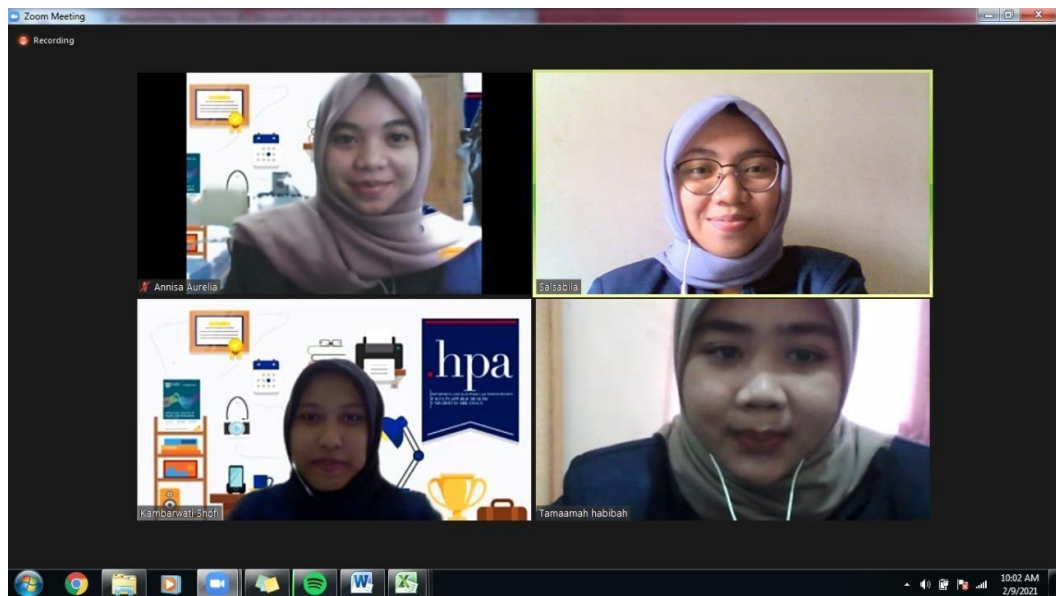 Zoom Meeting
Recording
Annisa Aurelia
Salsabila
.hpa
Kambarwati Shofi
Tamaamah habibah
10:02 AM
2/9/2021